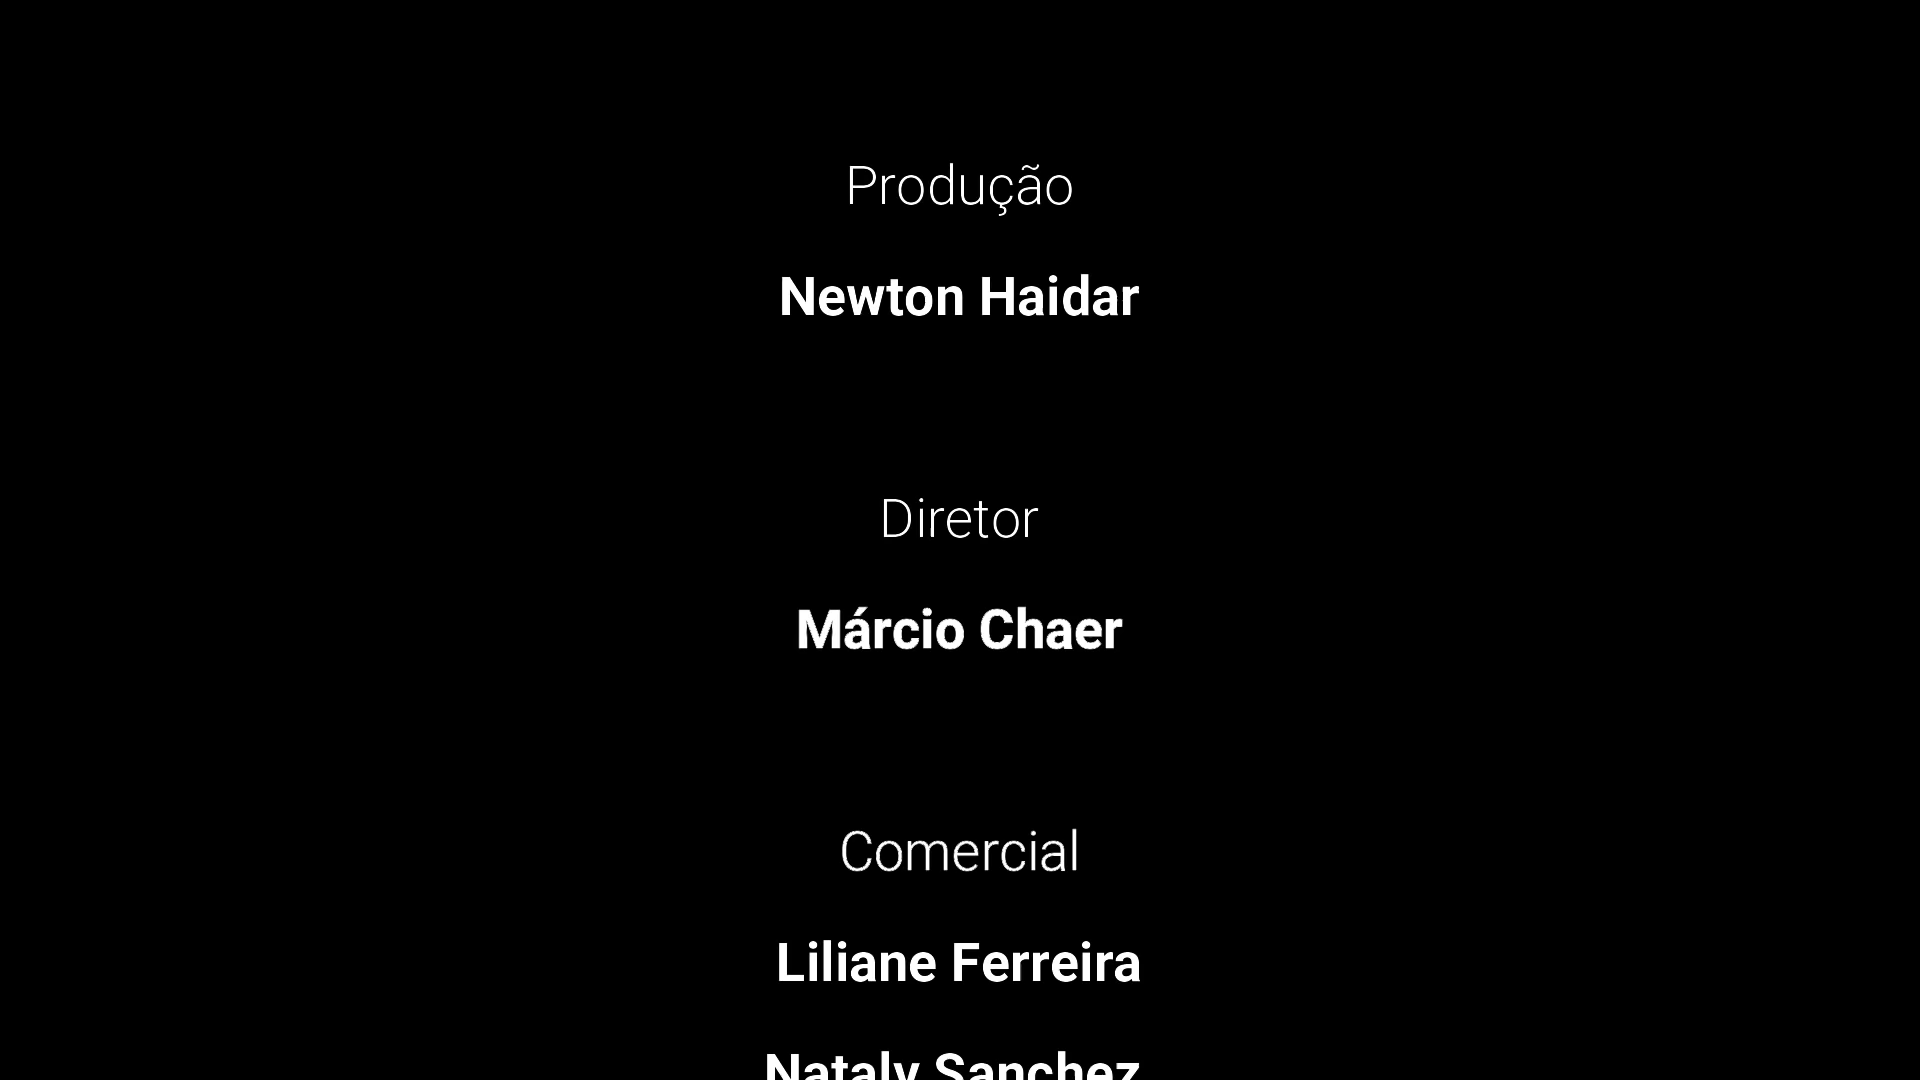 Produção
Newton Haidar
Diretor
Márcio Chaer
Comercial
Liliane Ferreira
Nataly Sanchez